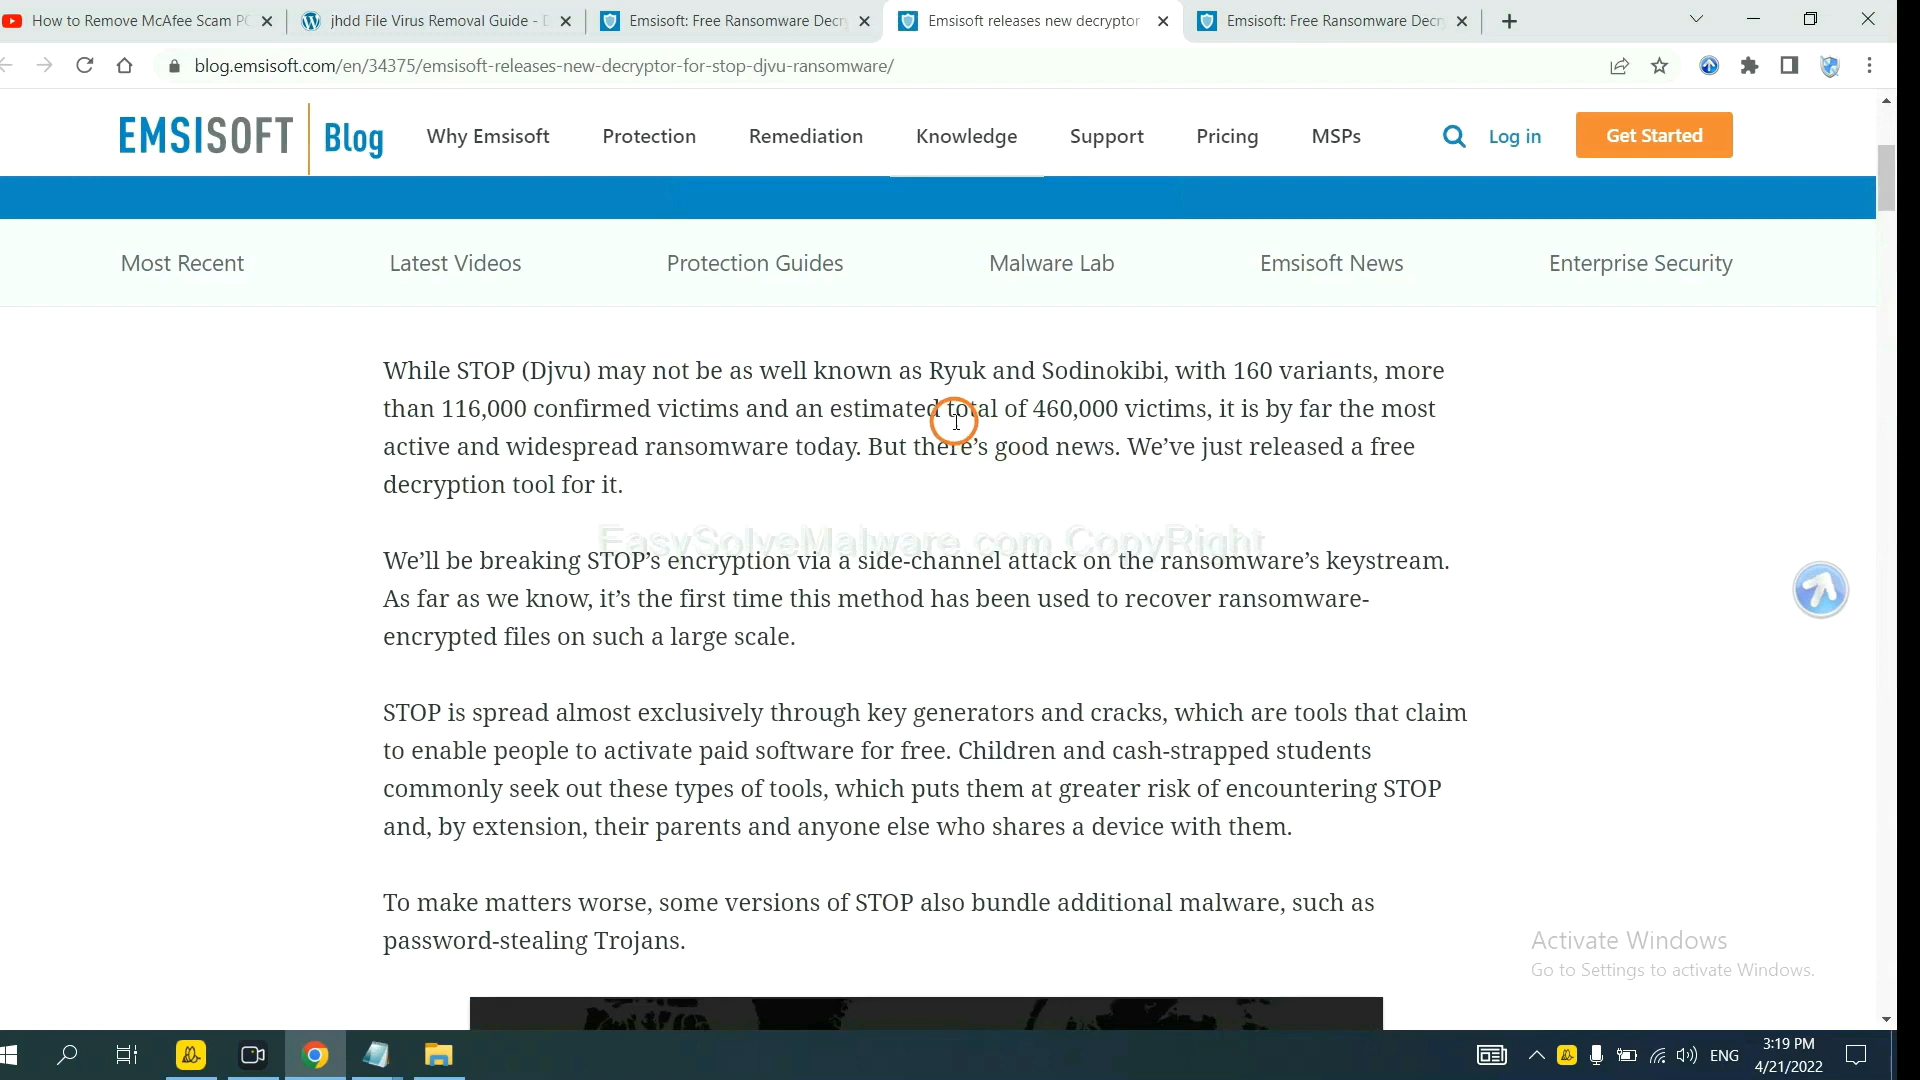 How to Remove McAfee Scam PC
jhdd File Virus Removal Guide - D
Emsisoft: Free Ransomware Decry
Emsisoft releases new decryptor
Emsisoft: Free Ransomware Decry
blog.emsisoft.com/en/34375/emsisoft-releases-new-decryptor-for-stop-djvu-ransomware/
EMSISOFT Blog
Why Emsisoft Protection Remediation Knowledge Support Pricing MSPs Log in Get Started
Most Recent Latest Videos Protection Guides Malware Lab Emsisoft News Enterprise Security
While STOP (Djvu) may not be as well known as Ryuk and Sodinokibi, with 160 variants, more
than 116,000 confirmed victims and an estimated total of 460,000 victims, it is by far the most
active and widespread ransomware today. But there’s good news. We’ve just released a free
decryption tool for it.
EasySolveMalware.com CopyRight
We’ll be breaking STOP’s encryption via a side-channel attack on the ransomware’s keystream.
As far as we know, it’s the first time this method has been used to recover ransomware-
encrypted files on such a large scale.
STOP is spread almost exclusively through key generators and cracks, which are tools that claim
to enable people to activate paid software for free. Children and cash-strapped students
commonly seek out these types of tools, which puts them at greater risk of encountering STOP
and, by extension, their parents and anyone else who shares a device with them.
To make matters worse, some versions of STOP also bundle additional malware, such as
password-stealing Trojans.
Activate Windows
Go to Settings to activate Windows.
ENG
3:19 PM
4/21/2022